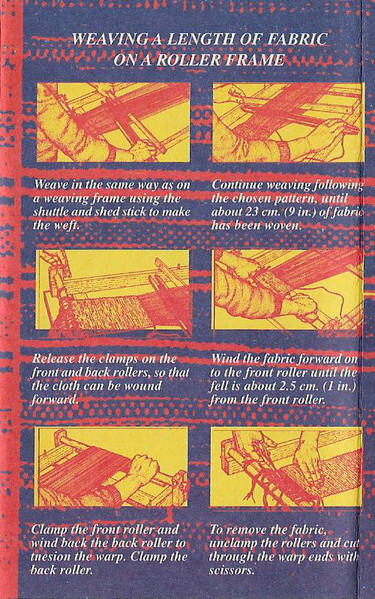 WEAVING A LENGTH OF FABRIC
ON A ROLLER FRAME
Weave in the same way as on
a weaving frame using the
shuttle and shed stick to make
the weft.
Continue weaving following
the chosen pattern, until
about 23 cm. (9 in.) of fabric
has been woven.
Release the clamps on the
front and back rollers, so that
the cloth can be wound
forward.
Wind the fabric forward on
to the front roller until the
fell is about 2.5 cm. (1 in.)
from the front roller.
Clamp the front roller and
wind back the back roller to
tnesion the warp. Clamp the
back roller.
To remove the fabric,
unclamp the rollers and cut
through the warp ends with
scissors.